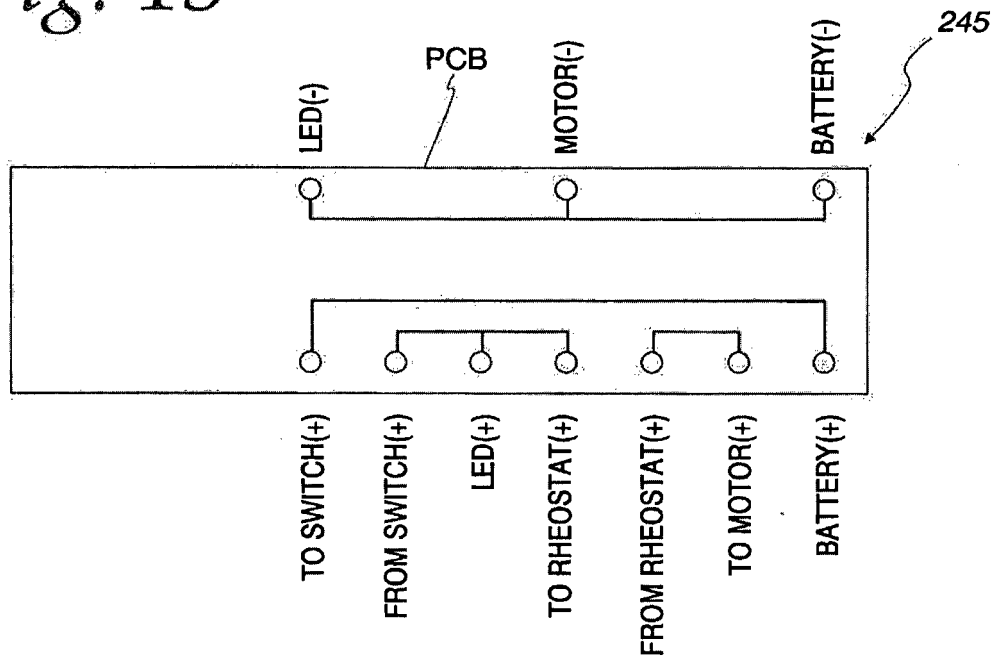 245
PCB
LED(-)
MOTOR(-)
BATTERY(-)
TO SWITCH(+)
FROM SWITCH(+)
LED(+)
TO RHEOSTAT(+)
FROM RHEOSTAT(+)
TO MOTOR(+)
BATTERY(+)